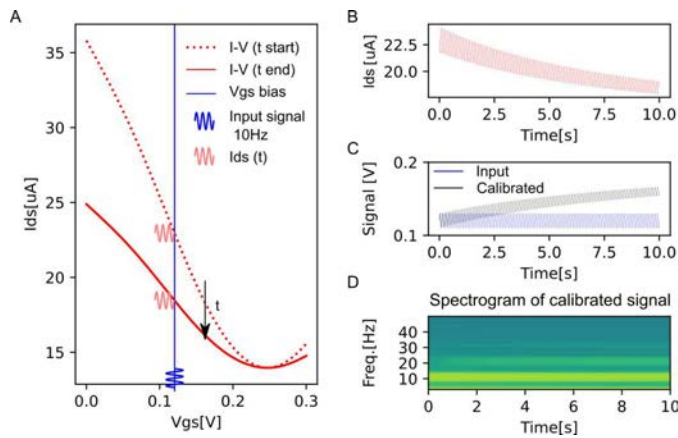 A
Ids[uA]
35
30
25
20
15
I-V (t start)
I-V (t end)
Vgs bias
Input signal
10Hz
Ids (t)
t
0.0 0.1 0.2 0.3
Vgs[V]
B
Ids [uA]
22.5
20.0
0.0 2.5 5.0 7.5 10.0
Time[s]
C
Signal [V]
0.2
0.1
Input
Calibrated
0.0 2.5 5.0 7.5 10.0
Time[s]
D
Spectrogram of calibrated signal
Freq.[Hz]
40
30
20
10
0 2 4 6 8 10
Time[s]